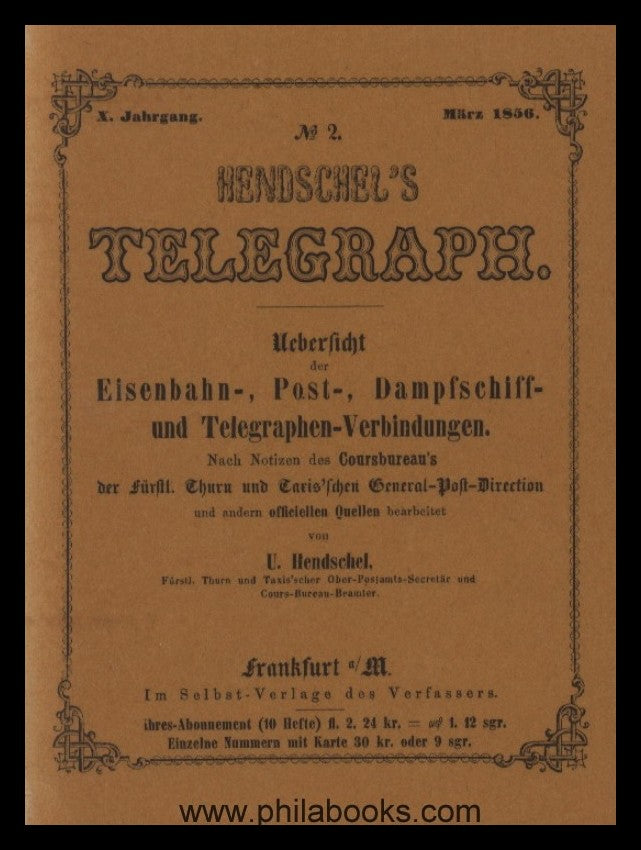 X. Jahrgang.
März 1856.
№ 2.
HENDSCHEL'S
TELEGRAPH.
Uebersicht
der
Eisenbahn-, Post-, Dampfschiff-
und Telegraphen-Verbindungen.
Nach Notizen des Coursbureau's
der Fürstl. Thurn und Taxis'schen General-Post-Direction
und andern officiellen Quellen bearbeitet
von
U. Hendschel,
Fürstl. Thurn und Taxis'scher Ober-Postamts-Secretär und
Cours-Bureau-Beamter.
Frankfurt a/M.
Im Selbst-Verlage des Verfassers.
ihres-Abonnement (10 Hefte) fl. 2. 24 kr. = 1. 12 sgr.
Einzelne Nummern mit Karte 30 kr. oder 9 sgr.
www.philabooks.com